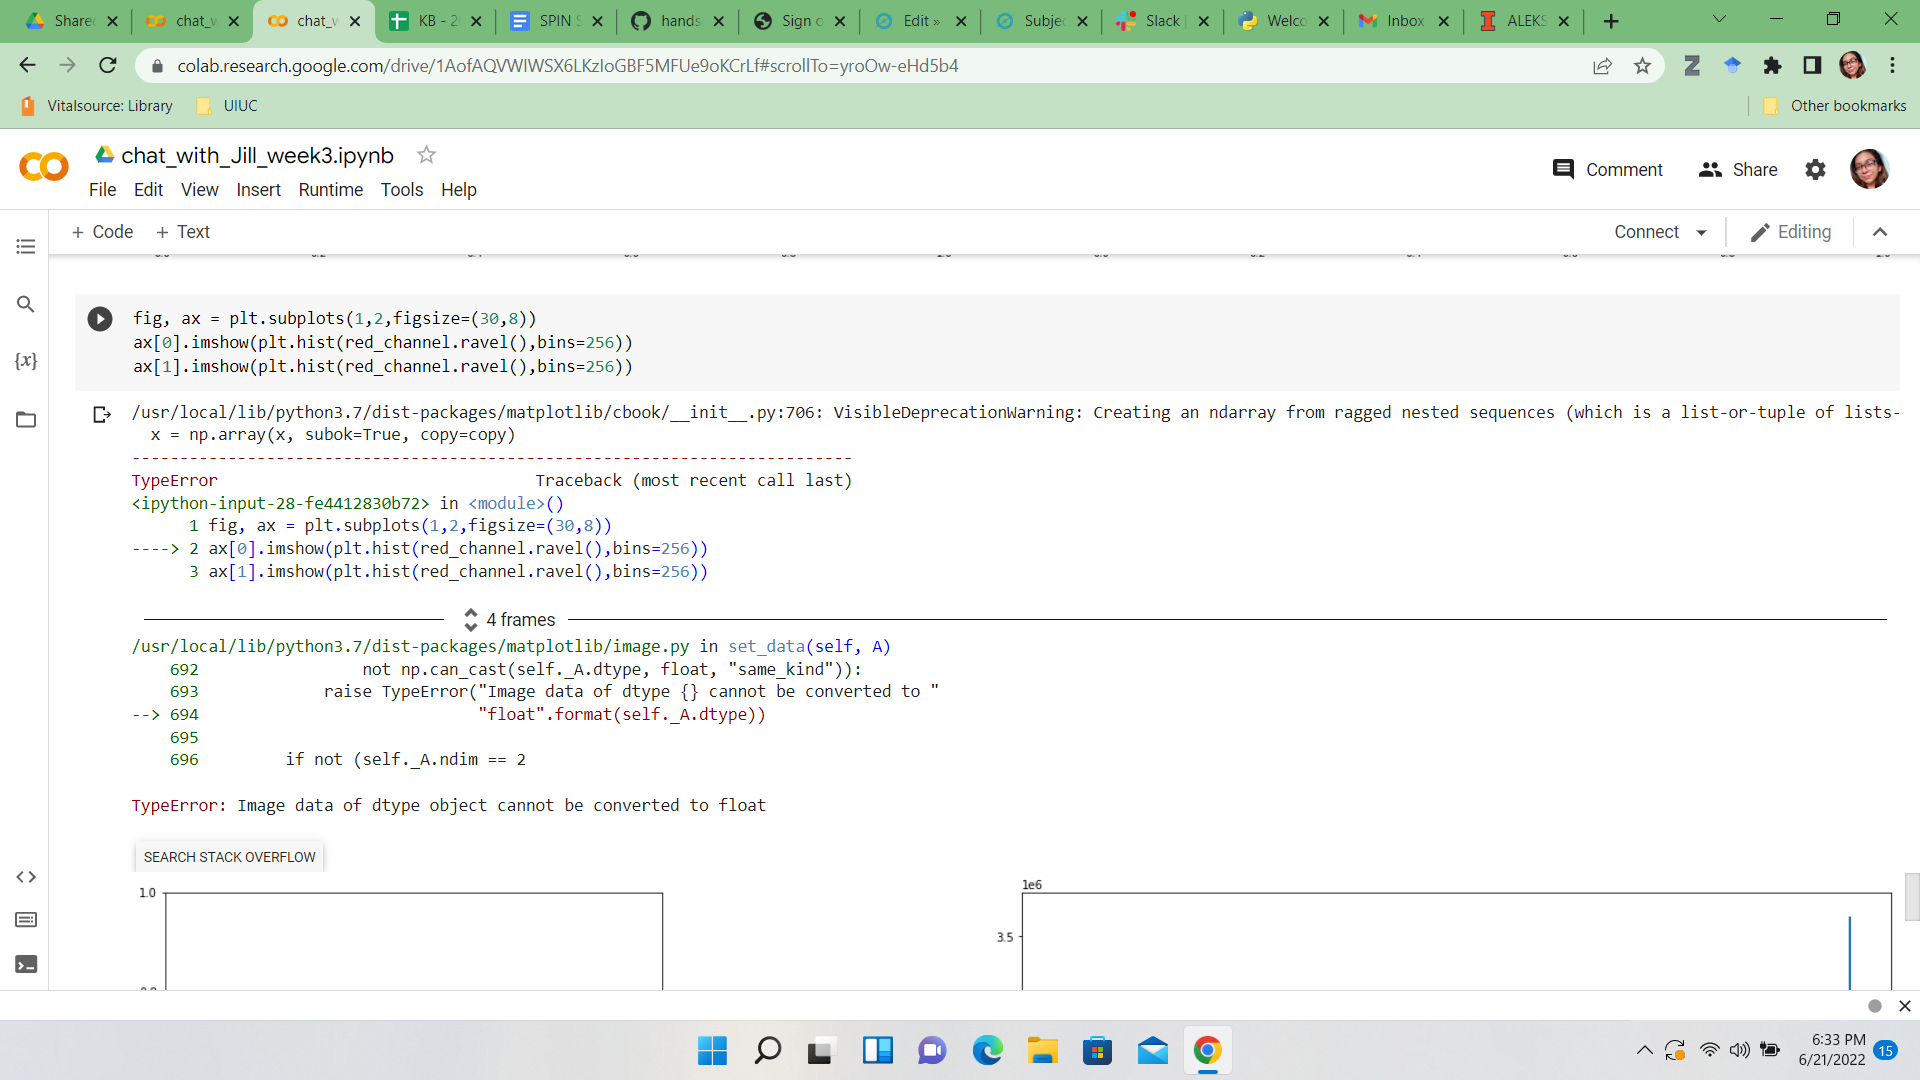 Shared
chat_w
chat_w
KB - 2
SPIN S
hands
Sign o
Edit »
Subjec
Slack |
Welco
Inbox
ALEKS
colab.research.google.com/drive/1AofAQVWIWSX6LKzIoGBF5MFUe9oKCrLf#scrollTo=yroOw-eHd5b4
Vitalsource: Library
UIUC
Other bookmarks
chat_with_Jill_week3.ipynb
File Edit View Insert Runtime Tools Help
Comment
Share
+ Code + Text
Connect
Editing
{x}
fig, ax = plt.subplots(1,2,figsize=(30,8))
ax[0].imshow(plt.hist(red_channel.ravel(),bins=256))
ax[1].imshow(plt.hist(red_channel.ravel(),bins=256))
/usr/local/lib/python3.7/dist-packages/matplotlib/cbook/__init__.py:706: VisibleDeprecationWarning: Creating an ndarray from ragged nested sequences (which is a list-or-tuple of lists-
x = np.array(x, subok=True, copy=copy)
---------------------------------------------------------------------------
TypeError Traceback (most recent call last)
<ipython-input-28-fe4412830b72> in <module>()
1 fig, ax = plt.subplots(1,2,figsize=(30,8))
----> 2 ax[0].imshow(plt.hist(red_channel.ravel(),bins=256))
3 ax[1].imshow(plt.hist(red_channel.ravel(),bins=256))
4 frames
/usr/local/lib/python3.7/dist-packages/matplotlib/image.py in set_data(self, A)
692 not np.can_cast(self._A.dtype, float, "same_kind")):
693 raise TypeError("Image data of dtype {} cannot be converted to "
--> 694 "float".format(self._A.dtype))
695
696 if not (self._A.ndim == 2
TypeError: Image data of dtype object cannot be converted to float
SEARCH STACK OVERFLOW
1.0
1e6
3.5
6:33 PM
6/21/2022
15